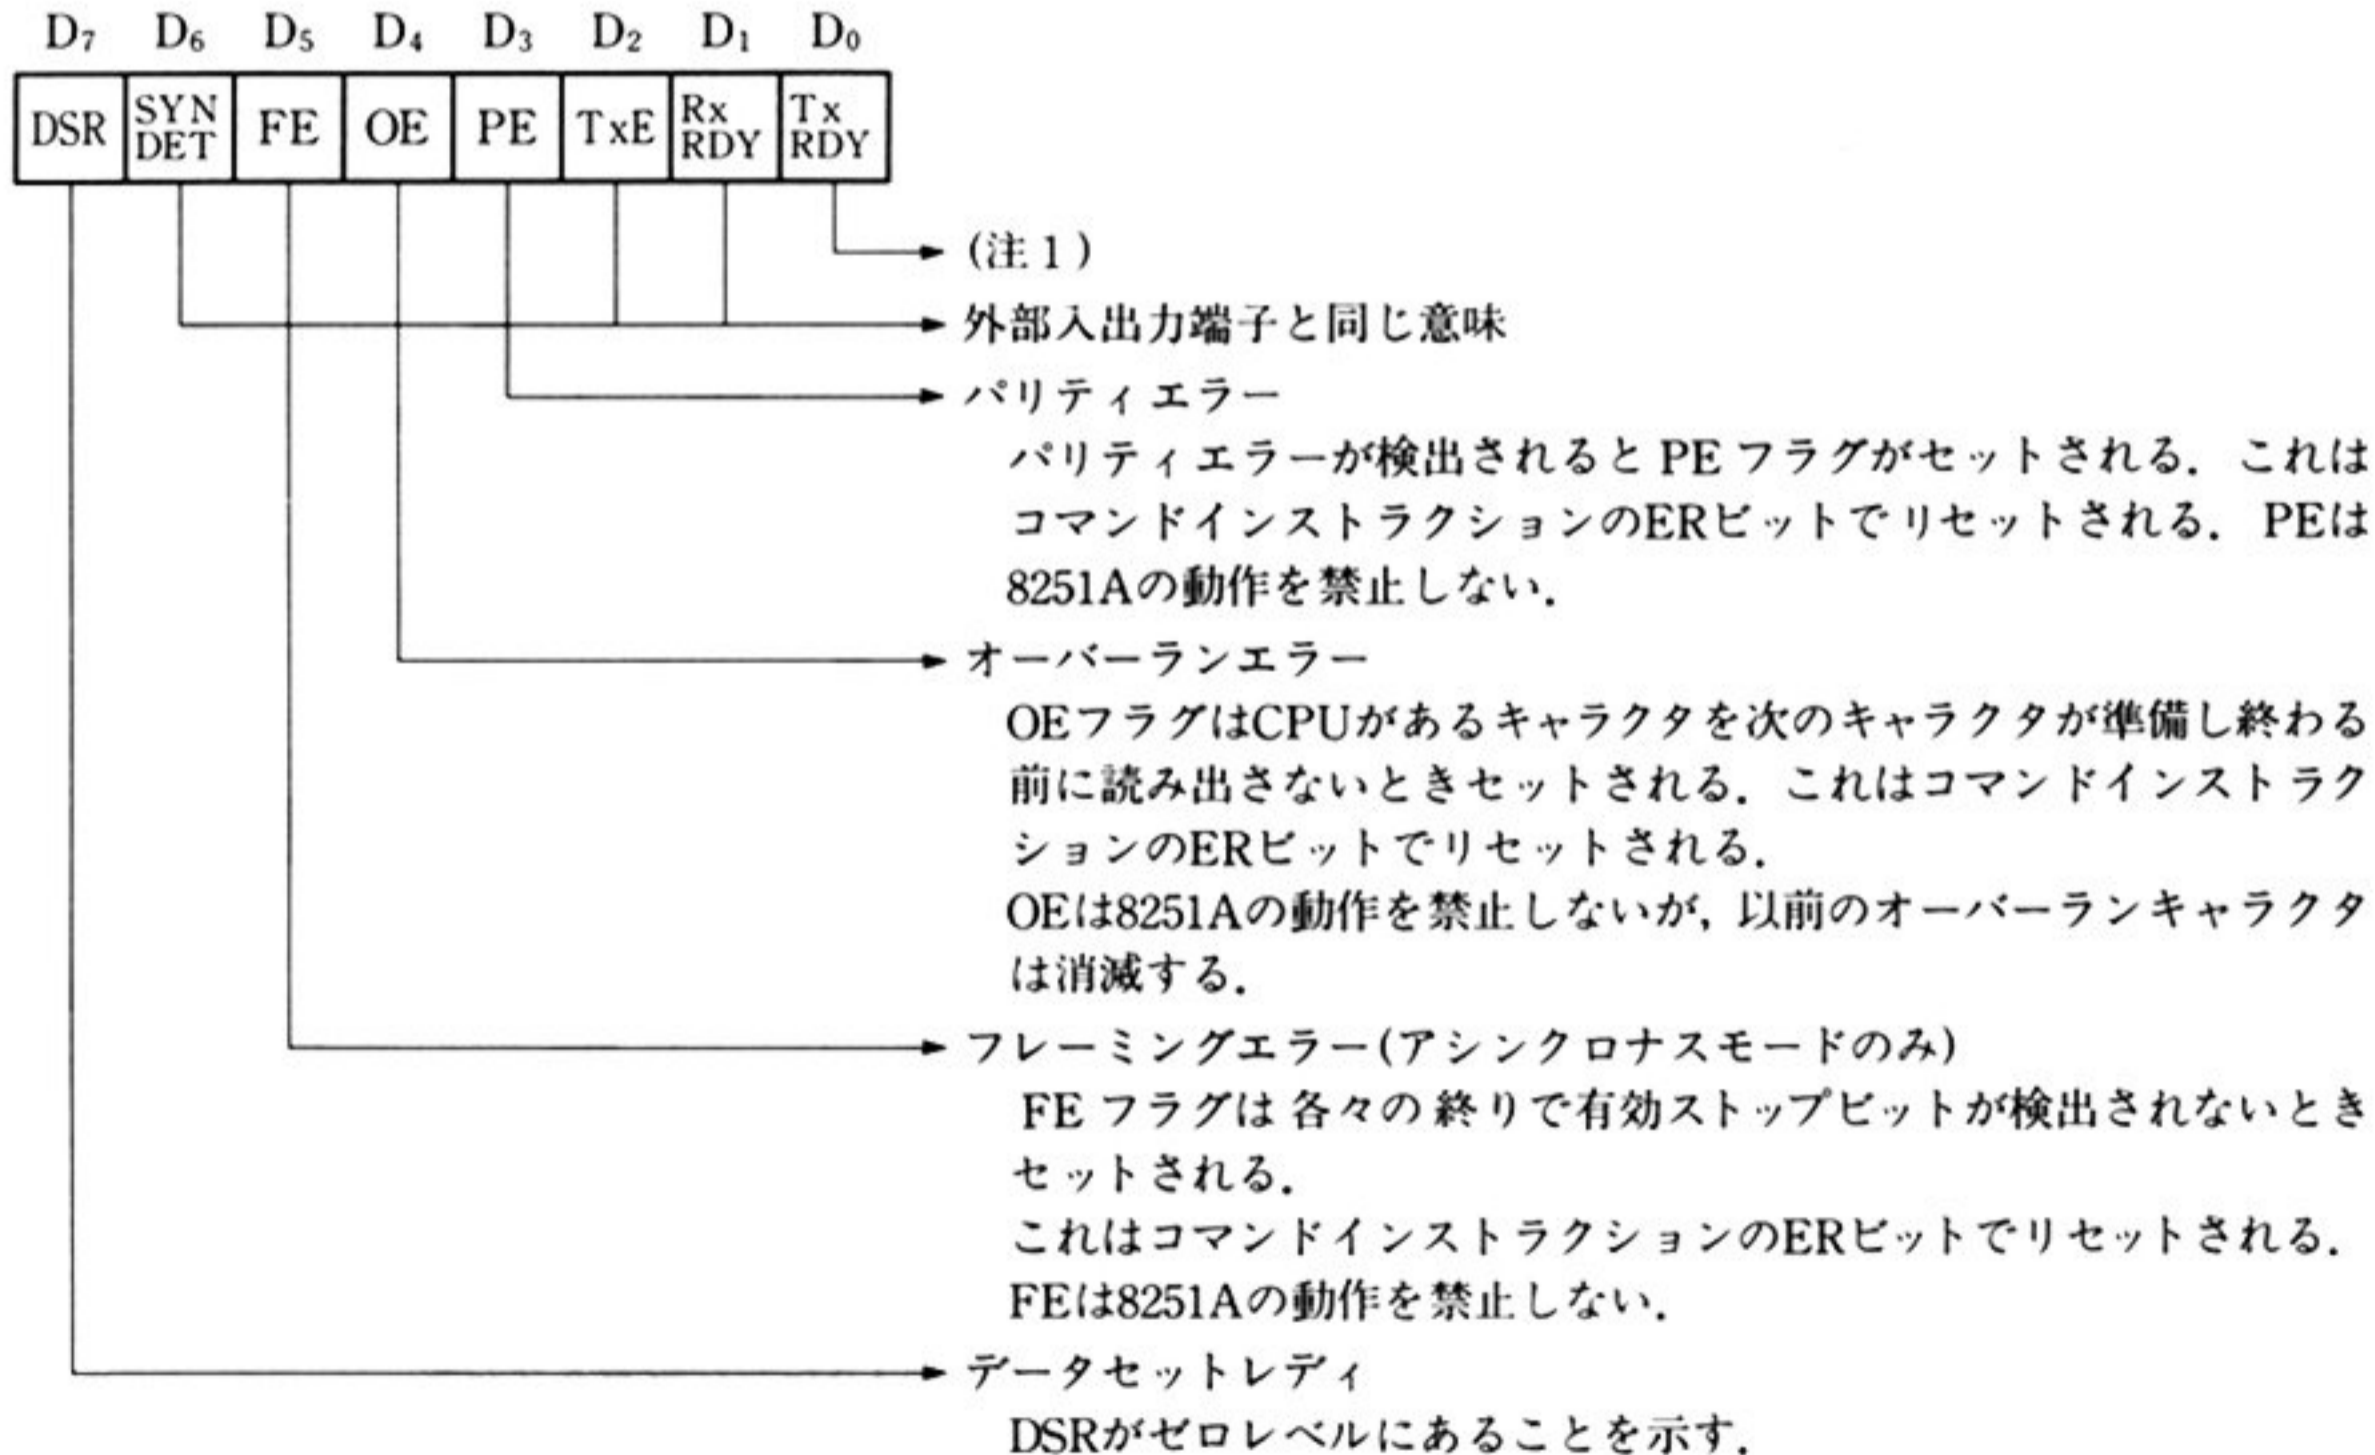 D₇ D₆ D₅ D₄ D₃ D₂ D₁ D₀
DSR SYN DET FE OE PE TxE Rx RDY Tx RDY
(注1)
外部入出力端子と同じ意味
パリティエラー
パリティエラーが検出されるとPEフラグがセットされる. これは
コマンドインストラクションのERビットでリセットされる. PEは
8251Aの動作を禁止しない.
オーバーランエラー
OEフラグはCPUがあるキャラクタを次のキャラクタが準備し終わる
前に読み出さないときセットされる. これはコマンドインストラク
ションのERビットでリセットされる.
OEは8251Aの動作を禁止しないが, 以前のオーバーランキャラクタ
は消滅する.
フレーミングエラー(アシンクロナスモードのみ)
FEフラグは各々の終りで有効ストップビットが検出されないとき
セットされる.
これはコマンドインストラクションのERビットでリセットされる.
FEは8251Aの動作を禁止しない.
データセットレディ
DSRがゼロレベルにあることを示す.